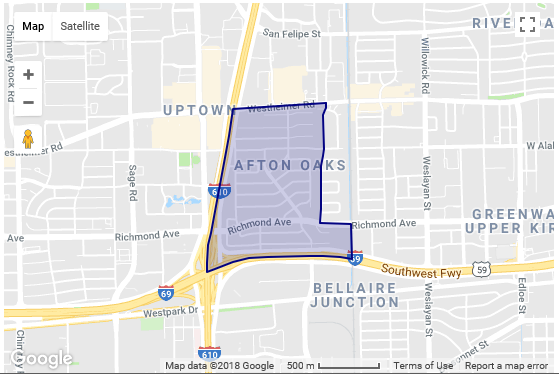 Map
Satellite
Chimney Rock Rd
San Felipe St
RIVER
Willowick Rd
UPTOWN
Westheimer Rd
Westheimer Rd
W Ala
AFTON OAKS
Sage Rd
610
Weslayan St
Richmond Ave
Richmond Ave
GREENWA
UPPER KIR
Ave
Richmond Ave
69
Southwest Fwy
59
69
BELLAIRE
JUNCTION
Westpark Dr
Weslayan St
Edloe St
610
Google
Map data ©2018 Google
500 m
Terms of Use
Report a map error